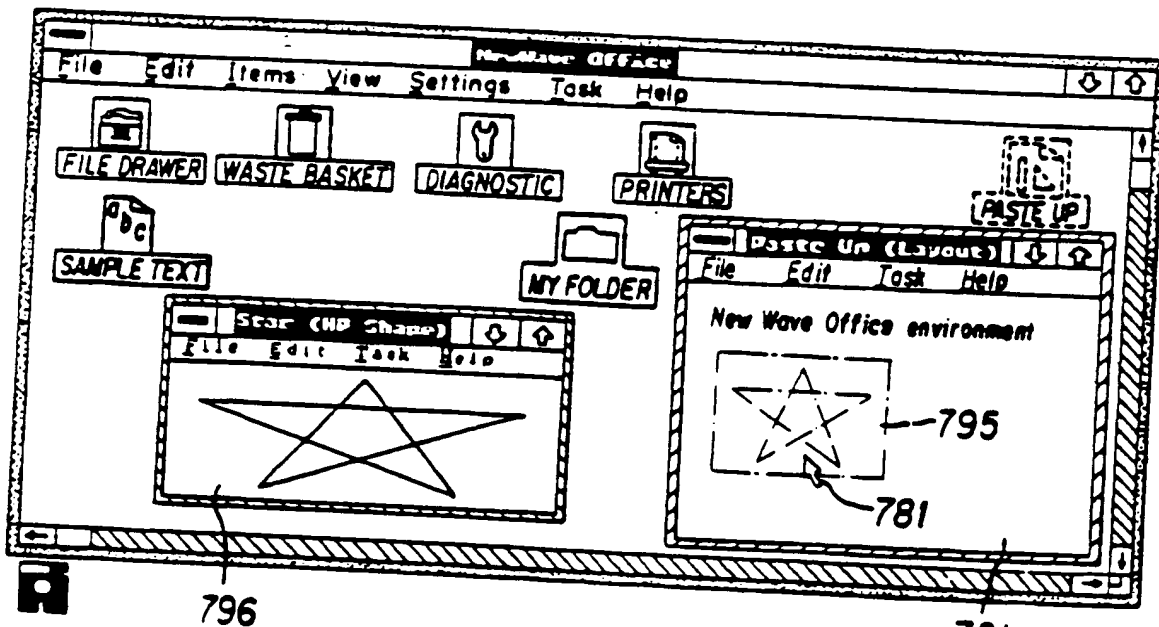 NewWave Office
File Edit Items View Settings Task Help
FILE DRAWER WASTE BASKET DIAGNOSTIC PRINTERS PASTE UP
abc
SAMPLE TEXT MY FOLDER
Paste Up (Layout)
File Edit Task Help
New Wave Office environment
Star (HP Shape)
File Edit Task Help
795
781
796